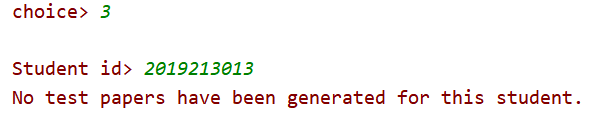 choice> 3
Student id> 2019213013
No test papers have been generated for this student.